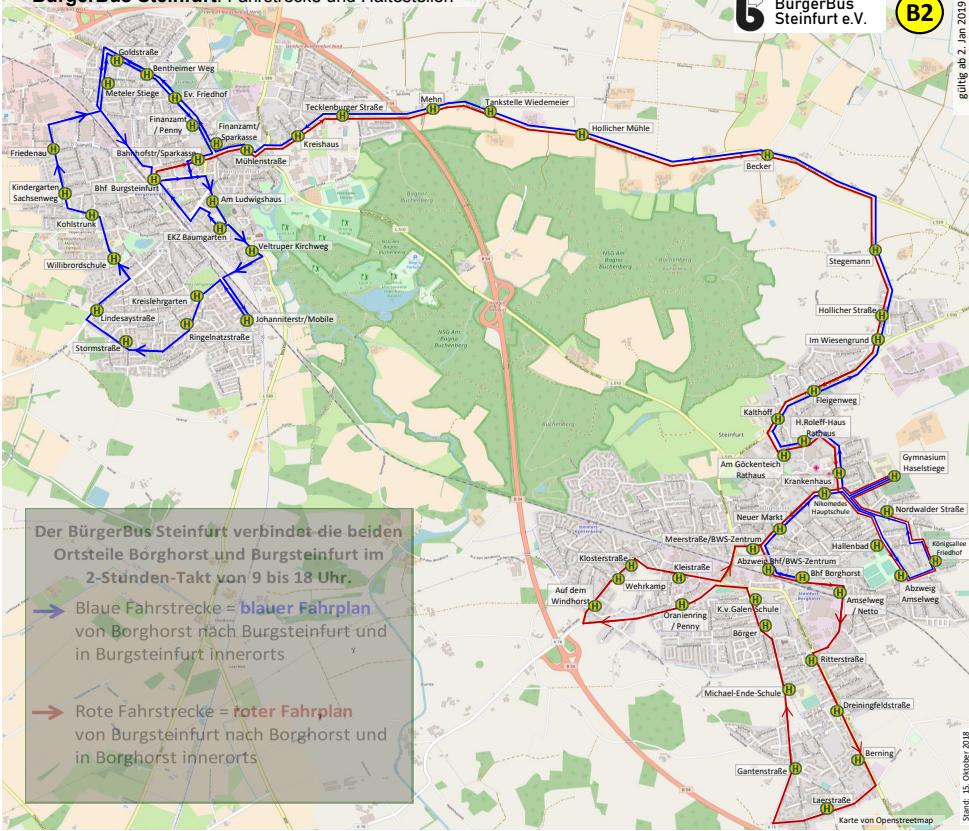 BürgerBus Steinfurt: Fahrstrecke und Haltestellen
BürgerBus
Steinfurt e.V.
B2
gültig ab 2. Jan 2019
Goldstraße
Bentheimer Weg
Meteler Stiege
Ev. Friedhof
Finanzamt
/ Penny
Finanzamt/
Sparkasse
Bahnhofstr/Sparkasse
Mühlenstraße
Kreishaus
Tecklenburger Straße
Mehn
Tankstelle Wiedemeier
Hollicher Mühle
Becker
Friedenau
Kindergarten
Sachsenweg
Bhf Burgsteinfurt
Am Ludwigshaus
Kohlstrunk
EKZ Baumgarten
Veltruper Kirchweg
Willibrordschule
Kreislehrgarten
Lindesaystraße
Johanniterstr/Mobile
Stormstraße
Ringelnatzstraße
Stegemann
Hollicher Straße
Im Wiesengrund
Fleigenweg
Kalthoff
H.Roleff-Haus
Rathaus
Am Göckenteich
Rathaus
Krankenhaus
Gymnasium
Haselstiege
Nikomedes
Hauptschule
Nordwalder Straße
Neuer Markt
Meerstraße/BWS-Zentrum
Hallenbad
Königsallee
Friedhof
Abzweig Bhf/BWS-Zentrum
Bhf Borghorst
Abzweig
Amselweg
Klosterstraße
Kleistraße
Wehrkamp
Auf dem
Windhorst
Oranienring
/ Penny
K.v.Galen-Schule
Amselweg
/ Netto
Börger
Ritterstraße
Michael-Ende-Schule
Dreiningfeldstraße
Berning
Gantenstraße
Laerstraße
Karte von Openstreetmap
Stand: 15. Oktober 2018
Der BürgerBus Steinfurt verbindet die beiden
Ortsteile Borghorst und Burgsteinfurt im
2-Stunden-Takt von 9 bis 18 Uhr.
Blaue Fahrstrecke = blauer Fahrplan
von Borghorst nach Burgsteinfurt und
in Burgsteinfurt innerorts
Rote Fahrstrecke = roter Fahrplan
von Burgsteinfurt nach Borghorst und
in Borghorst innerorts